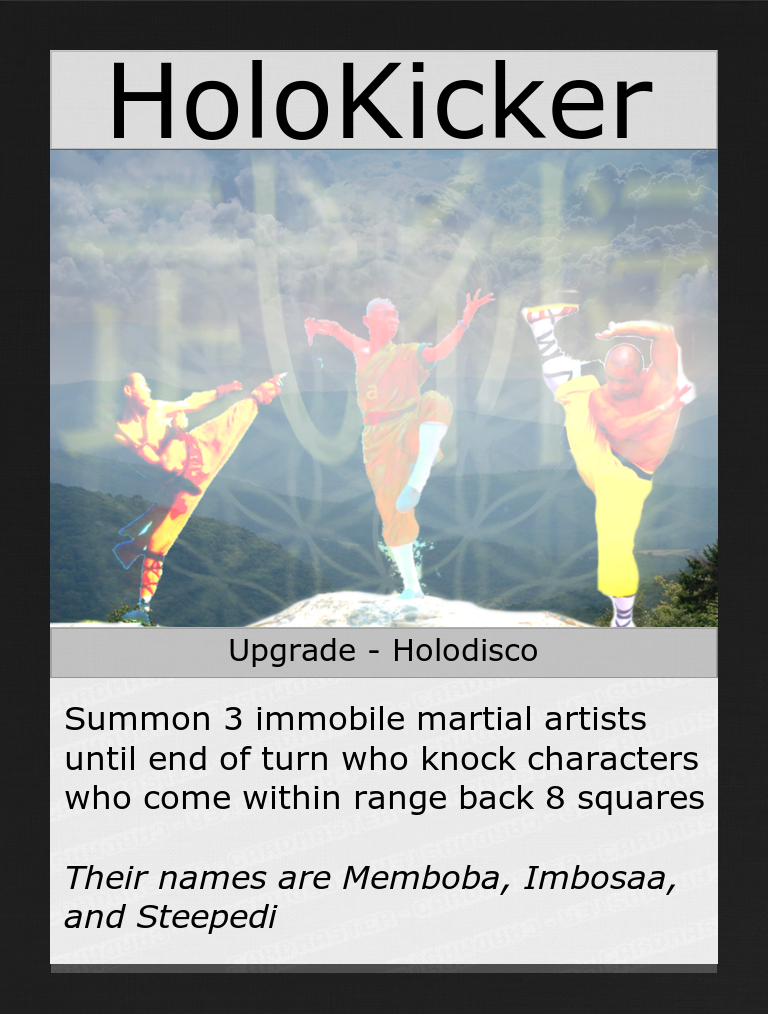 HoloKicker
Upgrade - Holodisco
Summon 3 immobile martial artists
until end of turn who knock characters
who come within range back 8 squares
Their names are Memboba, Imbosaa,
and Steepedi